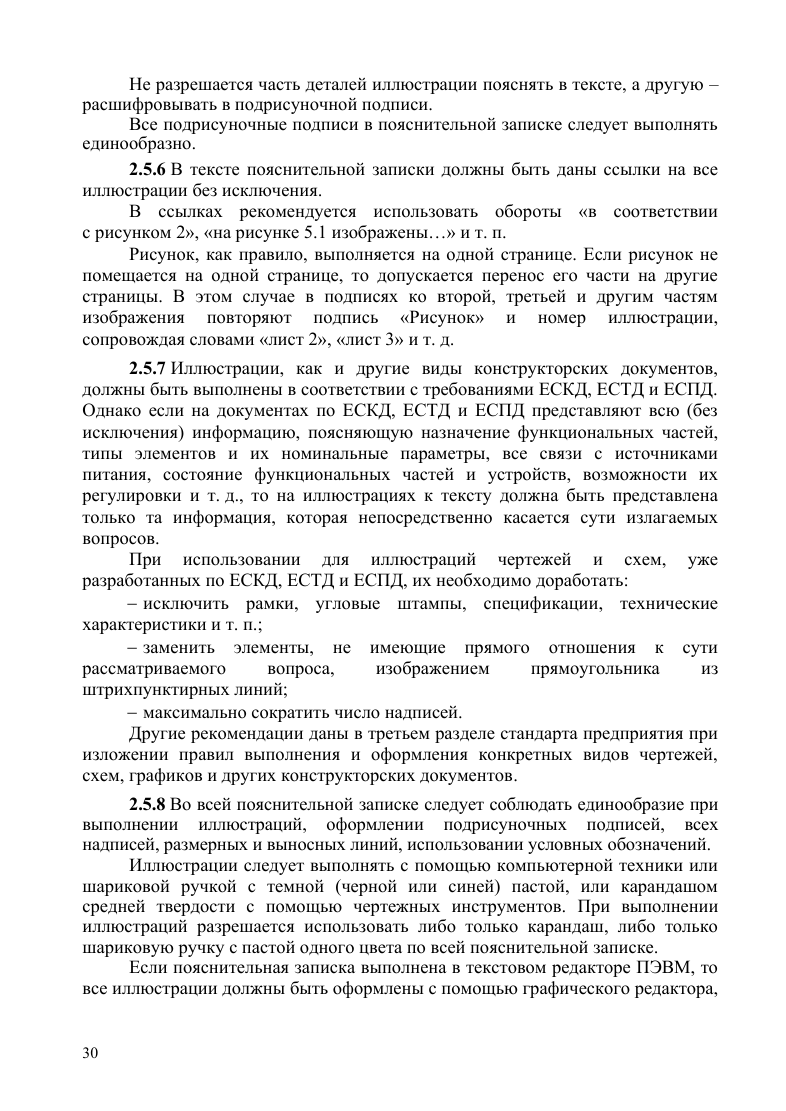 Не разрешается часть деталей иллюстрации пояснять в тексте, а другую –
расшифровывать в подрисуночной подписи.
Все подрисуночные подписи в пояснительной записке следует выполнять
единообразно.
2.5.6 В тексте пояснительной записки должны быть даны ссылки на все
иллюстрации без исключения.
В ссылках рекомендуется использовать обороты «в соответствии
с рисунком 2», «на рисунке 5.1 изображены…» и т. п.
Рисунок, как правило, выполняется на одной странице. Если рисунок не
помещается на одной странице, то допускается перенос его части на другие
страницы. В этом случае в подписях ко второй, третьей и другим частям
изображения повторяют подпись «Рисунок» и номер иллюстрации,
сопровождая словами «лист 2», «лист 3» и т. д.
2.5.7 Иллюстрации, как и другие виды конструкторских документов,
должны быть выполнены в соответствии с требованиями ЕСКД, ЕСТД и ЕСПД.
Однако если на документах по ЕСКД, ЕСТД и ЕСПД представляют всю (без
исключения) информацию, поясняющую назначение функциональных частей,
типы элементов и их номинальные параметры, все связи с источниками
питания, состояние функциональных частей и устройств, возможности их
регулировки и т. д., то на иллюстрациях к тексту должна быть представлена
только та информация, которая непосредственно касается сути излагаемых
вопросов.
При использовании для иллюстраций чертежей и схем, уже
разработанных по ЕСКД, ЕСТД и ЕСПД, их необходимо доработать:
– исключить рамки, угловые штампы, спецификации, технические
характеристики и т. п.;
– заменить элементы, не имеющие прямого отношения к сути
рассматриваемого вопроса, изображением прямоугольника из
штрихпунктирных линий;
– максимально сократить число надписей.
Другие рекомендации даны в третьем разделе стандарта предприятия при
изложении правил выполнения и оформления конкретных видов чертежей,
схем, графиков и других конструкторских документов.
2.5.8 Во всей пояснительной записке следует соблюдать единообразие при
выполнении иллюстраций, оформлении подрисуночных подписей, всех
надписей, размерных и выносных линий, использовании условных обозначений.
Иллюстрации следует выполнять с помощью компьютерной техники или
шариковой ручкой с темной (черной или синей) пастой, или карандашом
средней твердости с помощью чертежных инструментов. При выполнении
иллюстраций разрешается использовать либо только карандаш, либо только
шариковую ручку с пастой одного цвета по всей пояснительной записке.
Если пояснительная записка выполнена в текстовом редакторе ПЭВМ, то
все иллюстрации должны быть оформлены с помощью графического редактора,
30